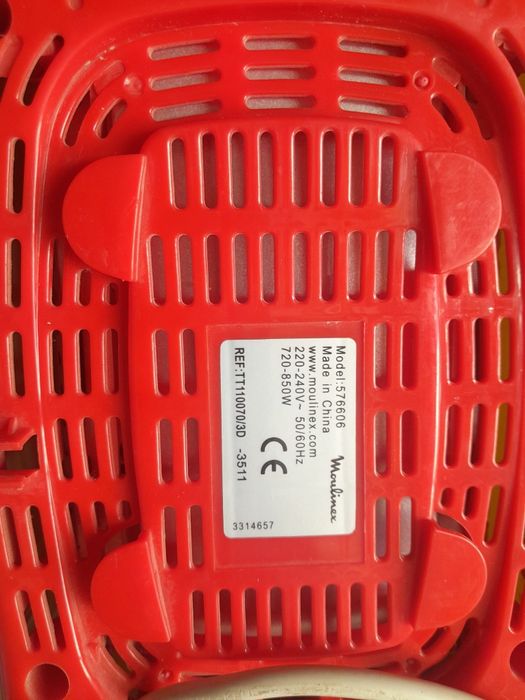 Model:576606
Made in China
www.moulinex.com
220-240V~ 50/60Hz
720-850W
REF:TT110070/3D -3511
Moulinex
CE
3314657